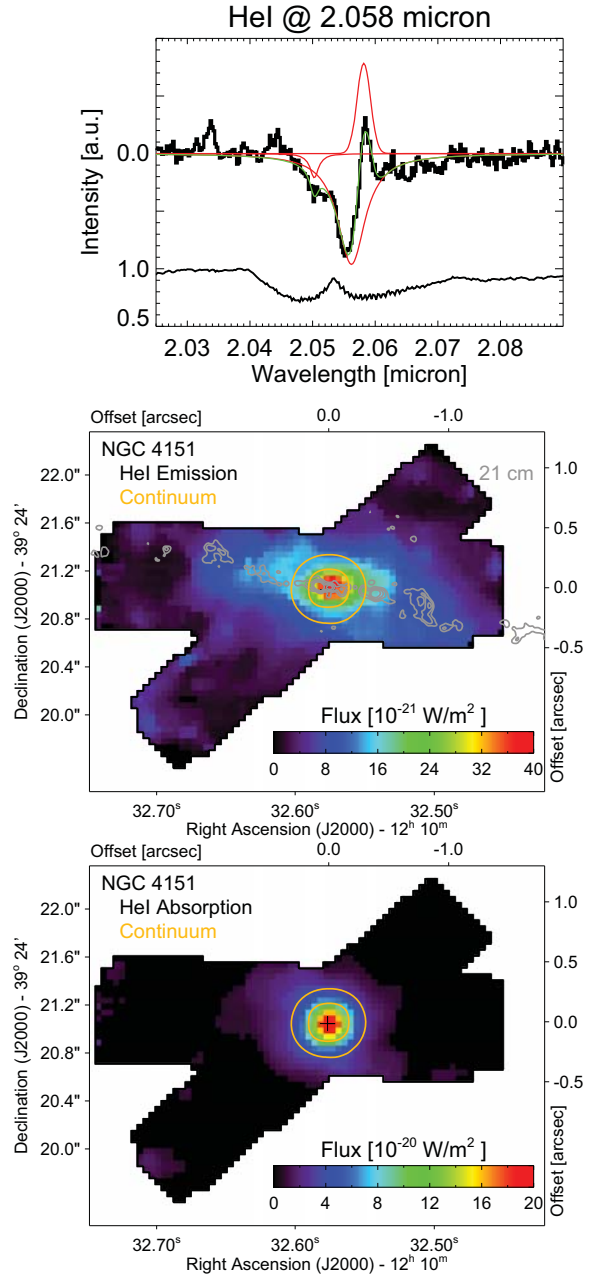 HeI @ 2.058 micron
Intensity [a.u.]
0.0
1.0
0.5
2.03 2.04 2.05 2.06 2.07 2.08
Wavelength [micron]
Offset [arcsec] 0.0 -1.0
NGC 4151
HeI Emission
Continuum
21 cm
Declination (J2000) - 39° 24'
22.0"
21.6"
21.2"
20.8"
20.4"
20.0"
1.0
0.5
0.0
-0.5
Offset [arcsec]
Flux [10⁻²¹ W/m² ]
0 8 16 24 32 40
32.70ˢ 32.60ˢ 32.50ˢ
Right Ascension (J2000) - 12ʰ 10ᵐ
Offset [arcsec] 0.0 -1.0
NGC 4151
HeI Absorption
Continuum
Declination (J2000) - 39° 24'
22.0"
21.6"
21.2"
20.8"
20.4"
20.0"
1.0
0.5
0.0
-0.5
Offset [arcsec]
Flux [10⁻²⁰ W/m² ]
0 4 8 12 16 20
32.70ˢ 32.60ˢ 32.50ˢ
Right Ascension (J2000) - 12ʰ 10ᵐ